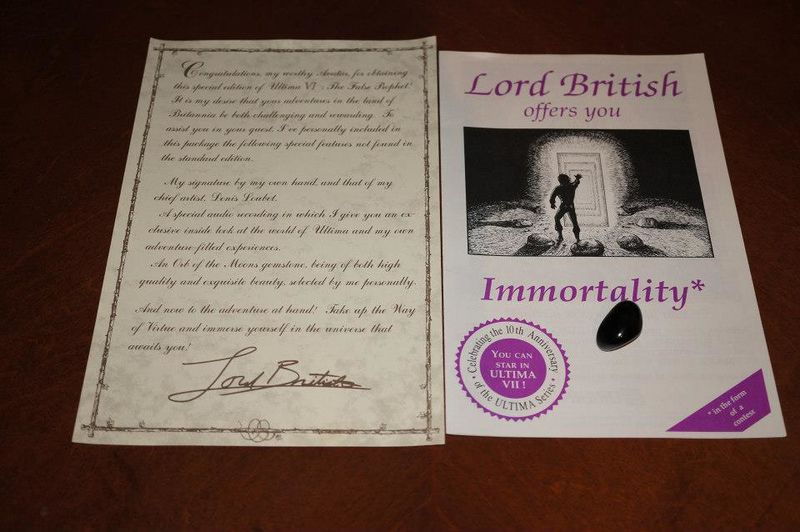 Congratulations, my worthy Avatar, for obtaining
this special edition of Ultima VI : The False Prophet!
It is my desire that your adventures in the land of
Britannia be both challenging and rewarding. To
assist you in your quest, I've personally included in
this package the following special features not found in
the standard edition.
My signature by my own hand, and that of my
chief artist, Denis Loubet.
A special audio recording in which I give you an ex-
clusive inside look at the world of Ultima and my own
adventure-filled experiences.
An Orb of the Moons gemstone, being of both high
quality and exquisite beauty, selected by me personally.
And now to the adventure at hand! Take up the Way
of Virtue and immerse yourself in the universe that
awaits you!
Lord British
Lord British
offers you
Immortality*
Celebrating the 10th Anniversary
of the ULTIMA Series
YOU CAN
STAR IN
ULTIMA
VII !
* in the form
of a
contest